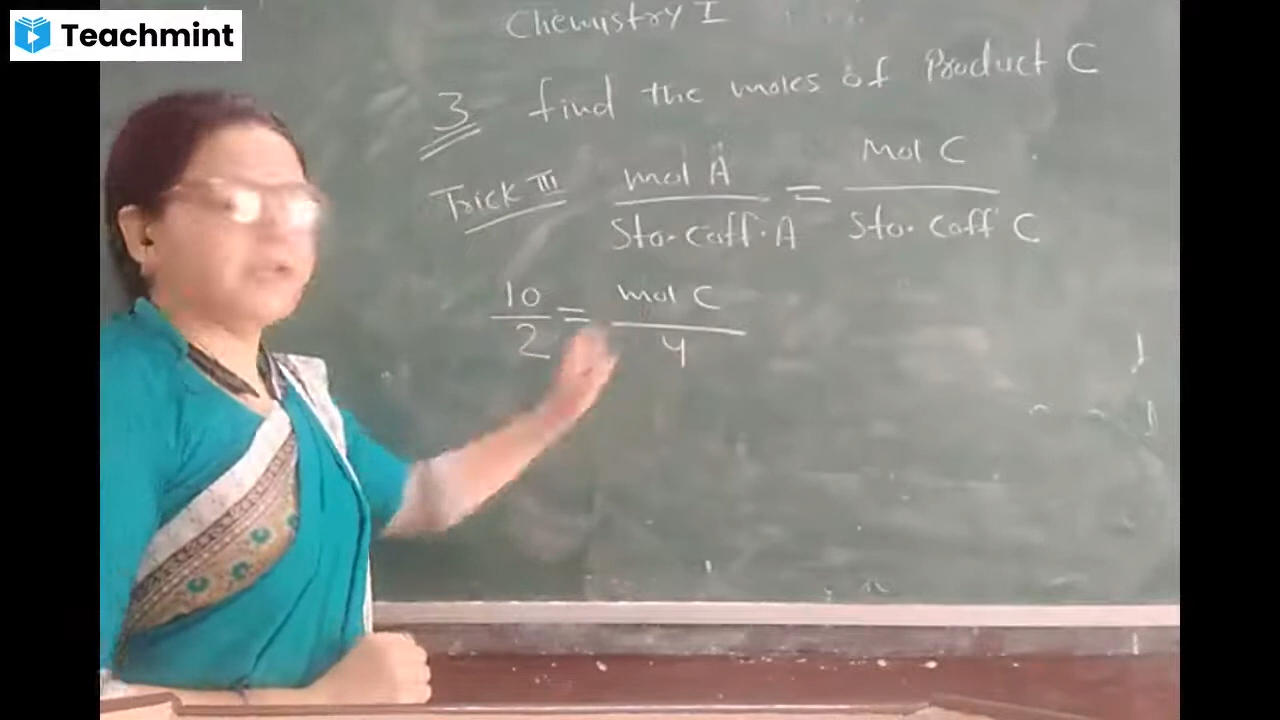 Teachmint
Chemistry I
3 find the moles of Product C
Trick III mol A / Sto. Coff. A = Mol C / Sto. Coff C
10 / 2 = mol C / 4